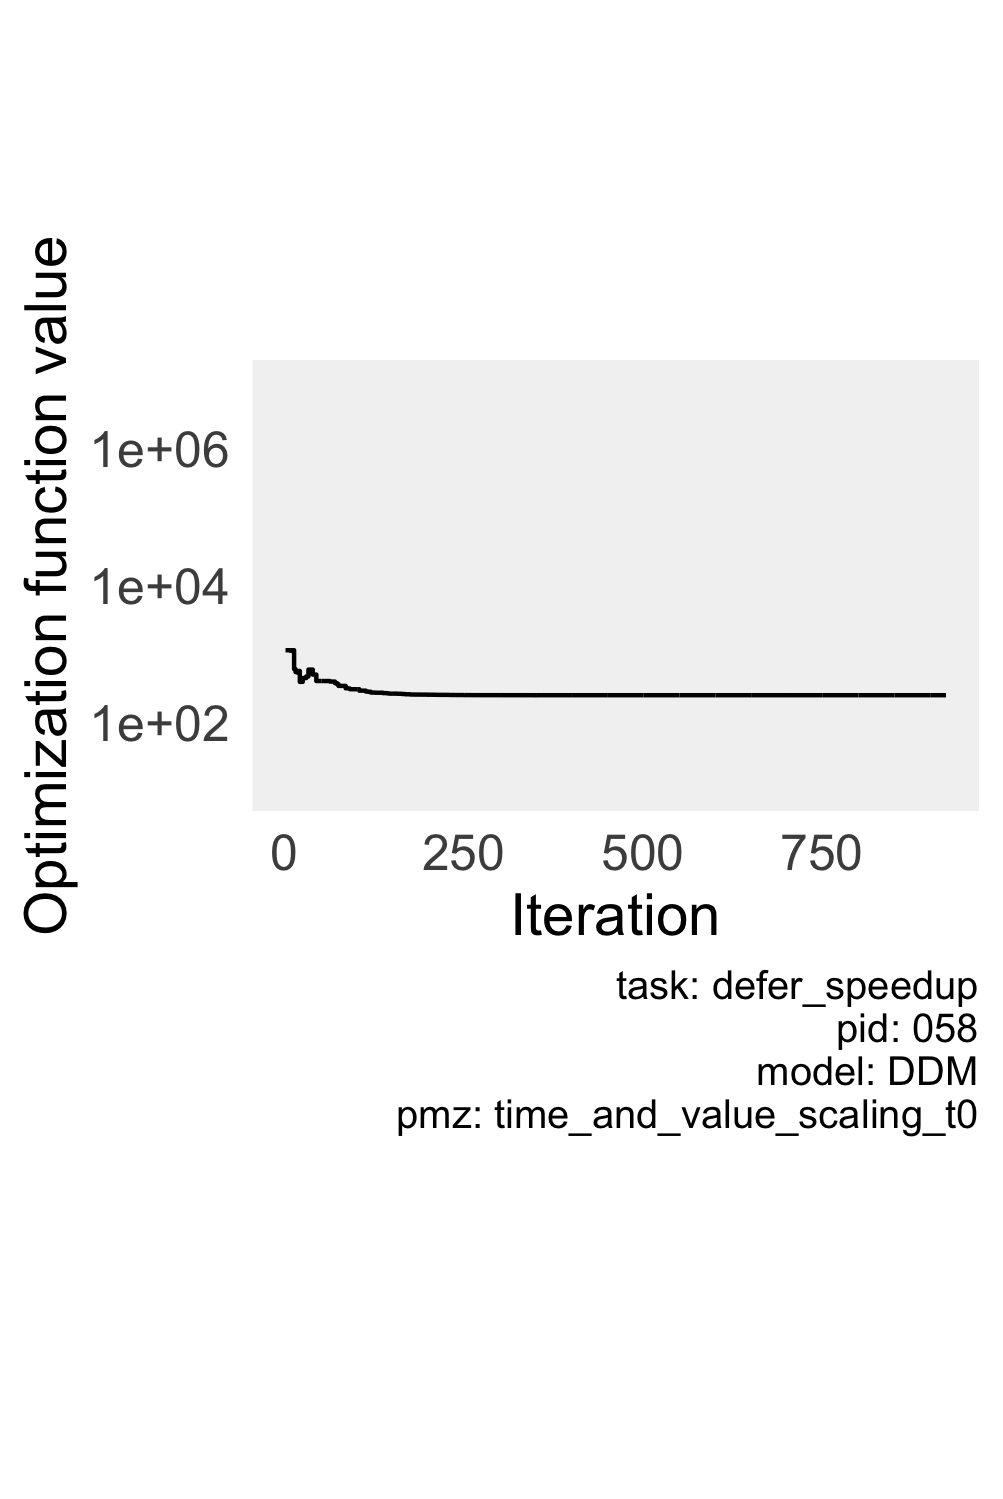 Optimization function value
1e+06
1e+04
1e+02
0 250 500 750
Iteration
task: defer_speedup
pid: 058
model: DDM
pmz: time_and_value_scaling_t0